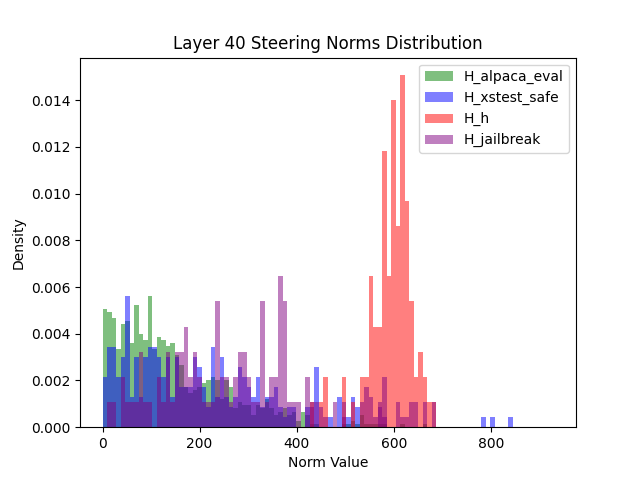 Layer 40 Steering Norms Distribution
H_alpaca_eval
H_xstest_safe
H_h
H_jailbreak
0.014
0.012
0.010
0.008
0.006
0.004
0.002
0.000
Density
0 200 400 600 800
Norm Value